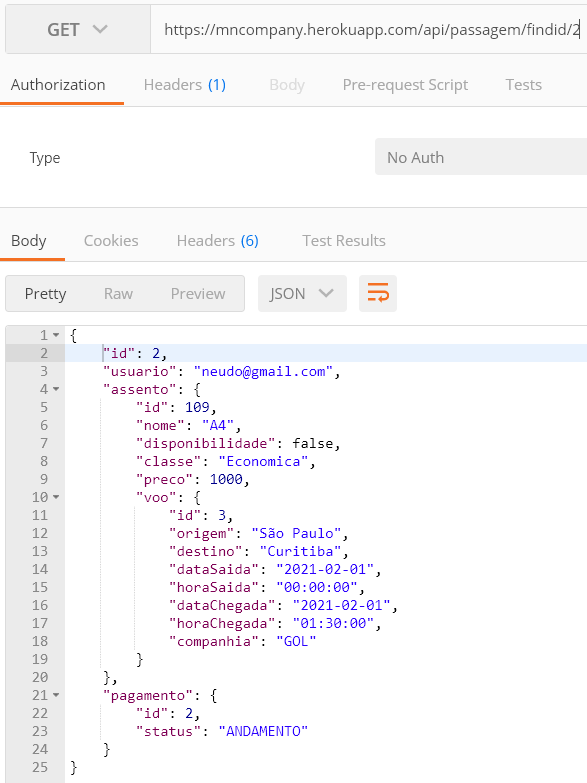 GET https://mncompany.herokuapp.com/api/passagem/findid/2
Authorization Headers (1) Body Pre-request Script Tests
Type No Auth
Body Cookies Headers (6) Test Results
Pretty Raw Preview JSON
1 {
2 "id": 2,
3 "usuario": "neudo@gmail.com",
4 "assento": {
5 "id": 109,
6 "nome": "A4",
7 "disponibilidade": false,
8 "classe": "Economica",
9 "preco": 1000,
10 "voo": {
11 "id": 3,
12 "origem": "São Paulo",
13 "destino": "Curitiba",
14 "dataSaida": "2021-02-01",
15 "horaSaida": "00:00:00",
16 "dataChegada": "2021-02-01",
17 "horaChegada": "01:30:00",
18 "companhia": "GOL"
19 }
20 },
21 "pagamento": {
22 "id": 2,
23 "status": "ANDAMENTO"
24 }
25 }